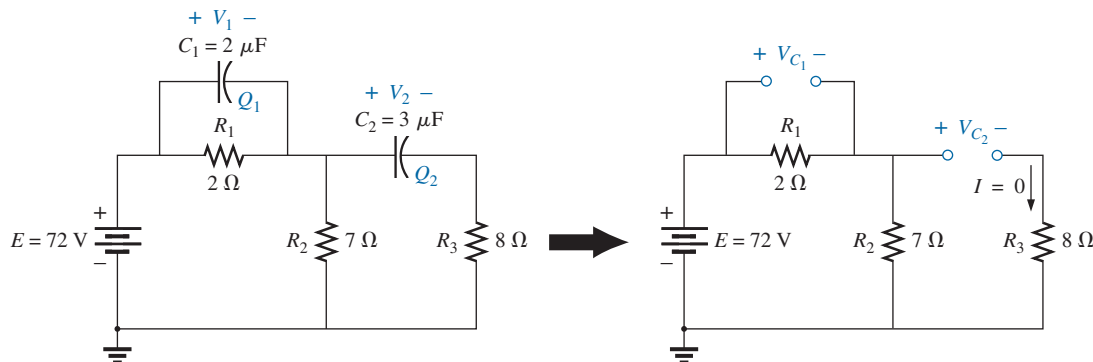 + V1 −
C1 = 2 μF
Q1
R1
2 Ω
+ V2 −
C2 = 3 μF
Q2
+
E = 72 V
−
R2
7 Ω
R3
8 Ω
+ VC1 −
R1
2 Ω
+ VC2 −
I = 0
+
E = 72 V
−
R2
7 Ω
R3
8 Ω